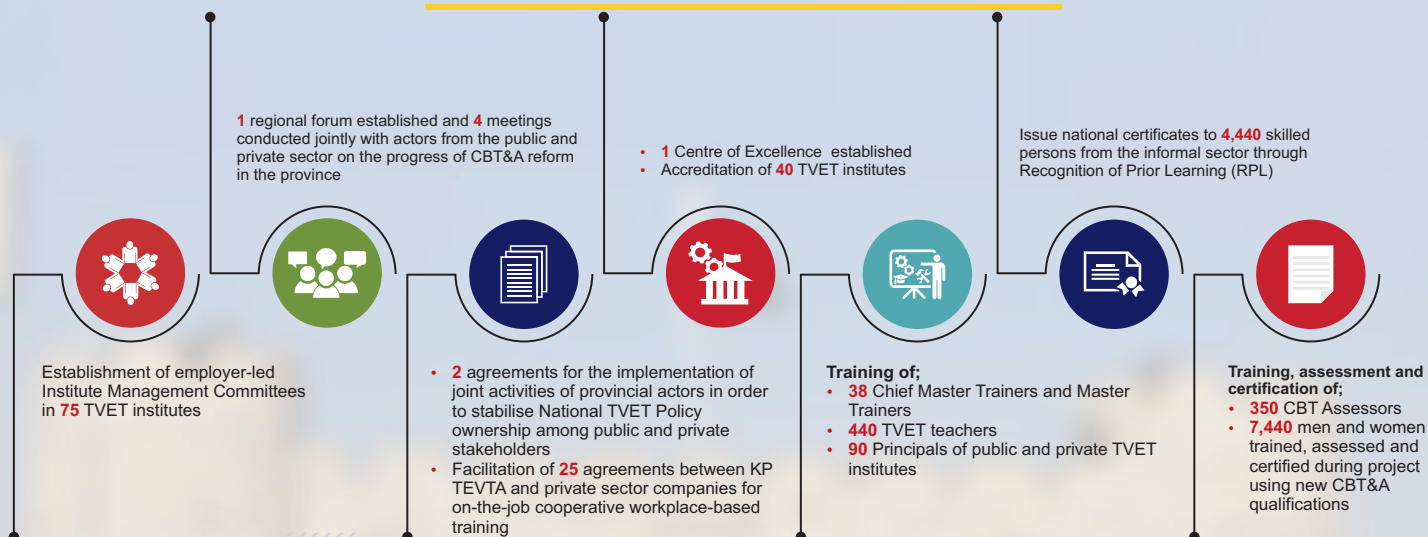 Establishment of employer-led
Institute Management Committees
in 75 TVET institutes
1 regional forum established and 4 meetings
conducted jointly with actors from the public and
private sector on the progress of CBT&A reform
in the province
• 2 agreements for the implementation of
joint activities of provincial actors in order
to stabilise National TVET Policy
ownership among public and private
stakeholders
• Facilitation of 25 agreements between KP
TEVTA and private sector companies for
on-the-job cooperative workplace-based
training
• 1 Centre of Excellence established
• Accreditation of 40 TVET institutes
Training of;
• 38 Chief Master Trainers and Master
Trainers
• 440 TVET teachers
• 90 Principals of public and private TVET
institutes
Issue national certificates to 4,440 skilled
persons from the informal sector through
Recognition of Prior Learning (RPL)
Training, assessment and
certification of;
• 350 CBT Assessors
• 7,440 men and women
trained, assessed and
certified during project
using new CBT&A
qualifications